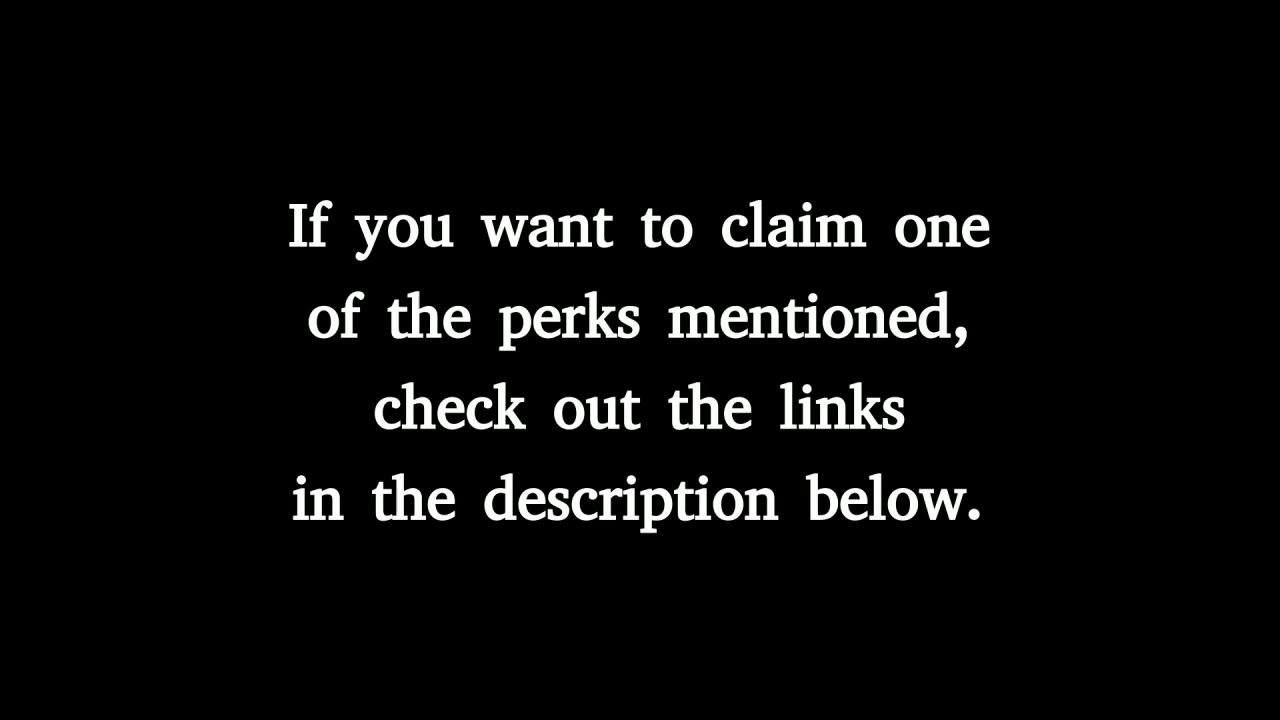 If you want to claim one
of the perks mentioned,
check out the links
in the description below.